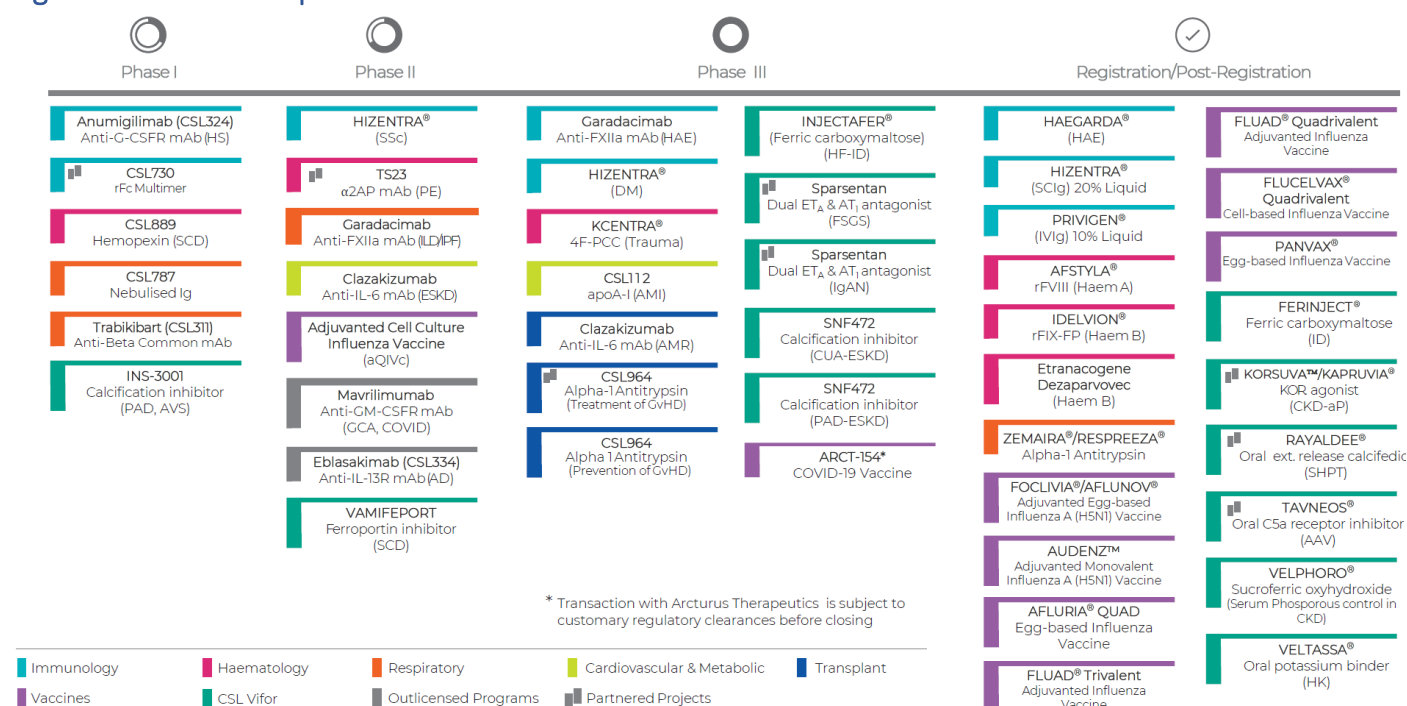 Phase I
Phase II
Phase III
Registration/Post-Registration
Anumigilimab (CSL324)
Anti-G-CSFR mAb (HS)
CSL730
rFc Multimer
CSL889
Hemopexin (SCD)
CSL787
Nebulised Ig
Trabikibart (CSL311)
Anti-Beta Common mAb
INS-3001
Calcification inhibitor
(PAD, AVS)
HIZENTRA®
(SSc)
TS23
α2AP mAb (PE)
Garadacimab
Anti-FXIIa mAb (ILD/IPF)
Clazakizumab
Anti-IL-6 mAb (ESKD)
Adjuvanted Cell Culture
Influenza Vaccine
(aQIVc)
Mavrilimumab
Anti-GM-CSFR mAb
(GCA, COVID)
Eblasakimab (CSL334)
Anti-IL-13R mAb (AD)
VAMIFEPORT
Ferroportin inhibitor
(SCD)
Garadacimab
Anti-FXIIa mAb (HAE)
HIZENTRA®
(DM)
KCENTRA®
4F-PCC (Trauma)
CSL112
apoA-I (AMI)
Clazakizumab
Anti-IL-6 mAb (AMR)
CSL964
Alpha-1 Antitrypsin
(Treatment of GvHD)
CSL964
Alpha 1 Antitrypsin
(Prevention of GvHD)
INJECTAFER®
(Ferric carboxymaltose)
(HF-ID)
Sparsentan
Dual ETA & AT1 antagonist
(FSGS)
Sparsentan
Dual ETA & AT1 antagonist
(IgAN)
SNF472
Calcification inhibitor
(CUA-ESKD)
SNF472
Calcification inhibitor
(PAD-ESKD)
ARCT-154*
COVID-19 Vaccine
* Transaction with Arcturus Therapeutics is subject to
customary regulatory clearances before closing
HAEGARDA®
(HAE)
HIZENTRA®
(SCIg) 20% Liquid
PRIVIGEN®
(IVIg) 10% Liquid
AFSTYLA®
rFVIII (Haem A)
IDELVION®
rFIX-FP (Haem B)
Etranacogene
Dezaparvovec
(Haem B)
ZEMAIRA®/RESPREEZA®
Alpha-1 Antitrypsin
FOCLIVIA®/AFLUNOV®
Adjuvanted Egg-based
Influenza A (H5N1) Vaccine
AUDENZ™
Adjuvanted Monovalent
Influenza A (H5N1) Vaccine
AFLURIA® QUAD
Egg-based Influenza
Vaccine
FLUAD® Trivalent
Adjuvanted Influenza
Vaccine
FLUAD® Quadrivalent
Adjuvanted Influenza
Vaccine
FLUCELVAX®
Quadrivalent
Cell-based Influenza Vaccine
PANVAX®
Egg-based Influenza Vaccine
FERINJECT®
Ferric carboxymaltose
(ID)
KORSUVA™/KAPRUVIA®
KOR agonist
(CKD-aP)
RAYALDEE®
Oral ext. release calcifedic
(SHPT)
TAVNEOS®
Oral C5a receptor inhibitor
(AAV)
VELPHORO®
Sucroferric oxyhydroxide
(Serum Phosporous control in
CKD)
VELTASSA®
Oral potassium binder
(HK)
Immunology
Haematology
Respiratory
Cardiovascular & Metabolic
Transplant
Vaccines
CSL Vifor
Outlicensed Programs
Partnered Projects